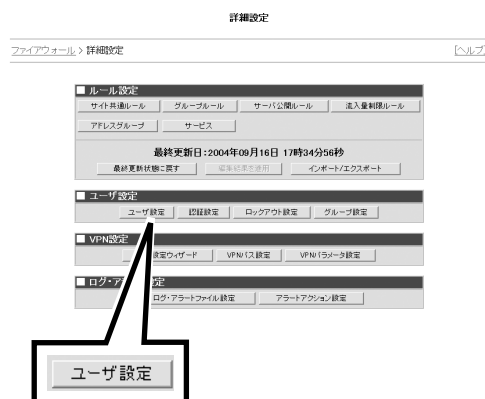 詳細設定
ファイアウォール > 詳細設定
[ヘルプ]
■ ルール設定
サイト共通ルール グループルール サーバ公開ルール 流入量制限ルール
アドレスグループ サービス
最終更新日：2004年09月16日 17時34分56秒
最終更新状態に戻す 編集結果を適用 インポート/エクスポート
■ ユーザ設定
ユーザ設定 認証設定 ロックアウト設定 グループ設定
■ VPN設定
設定ウィザード VPNパス設定 VPNパラメータ設定
■ ログ・ア 定
ログ・アラートファイル設定 アラートアクション設定
ユーザ設定